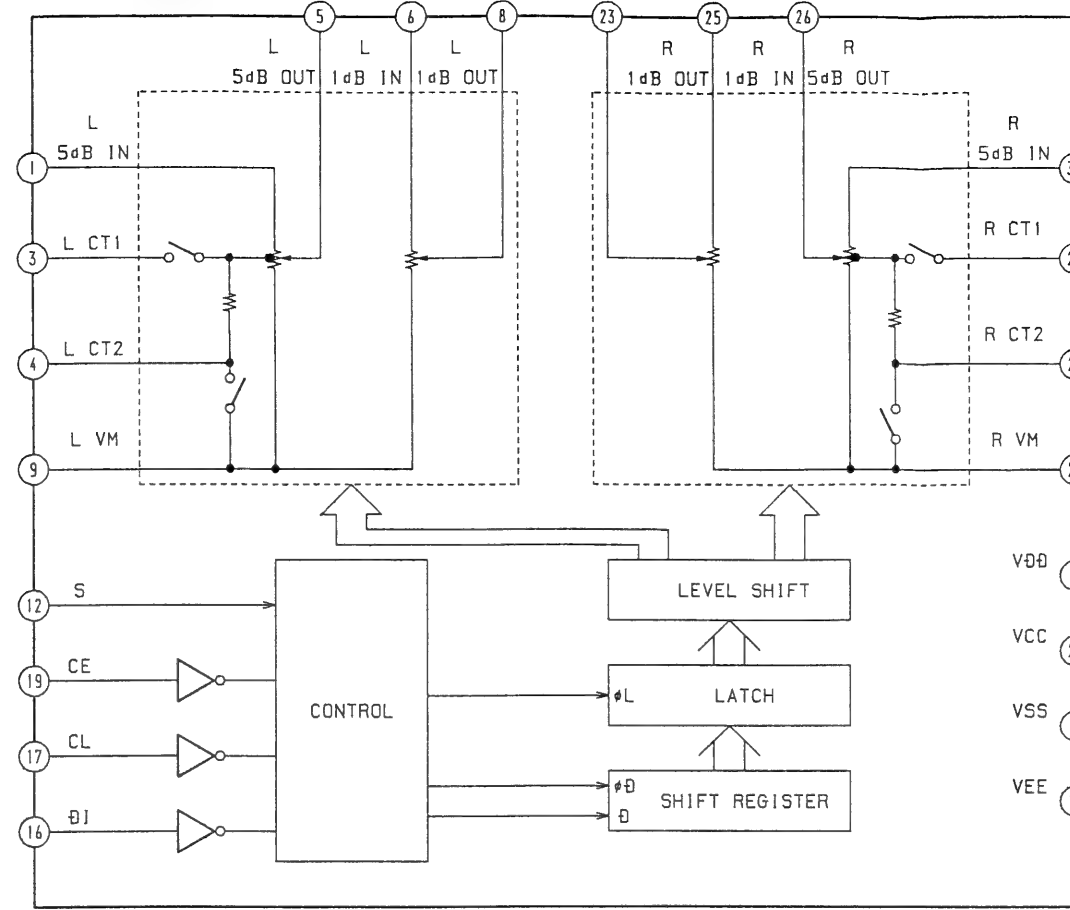 5 6 8 23 25 26
L L L R R R
5dB OUT 1dB IN 1dB OUT 1dB OUT 1dB IN 5dB OUT
L R
1 5dB IN 5dB IN
3 L CT1 R CT1
4 L CT2 R CT2
9 L VM R VM
12 S LEVEL SHIFT VDD
19 CE VCC
CONTROL φL LATCH
17 CL VSS
φD SHIFT REGISTER VEE
D
16 DI